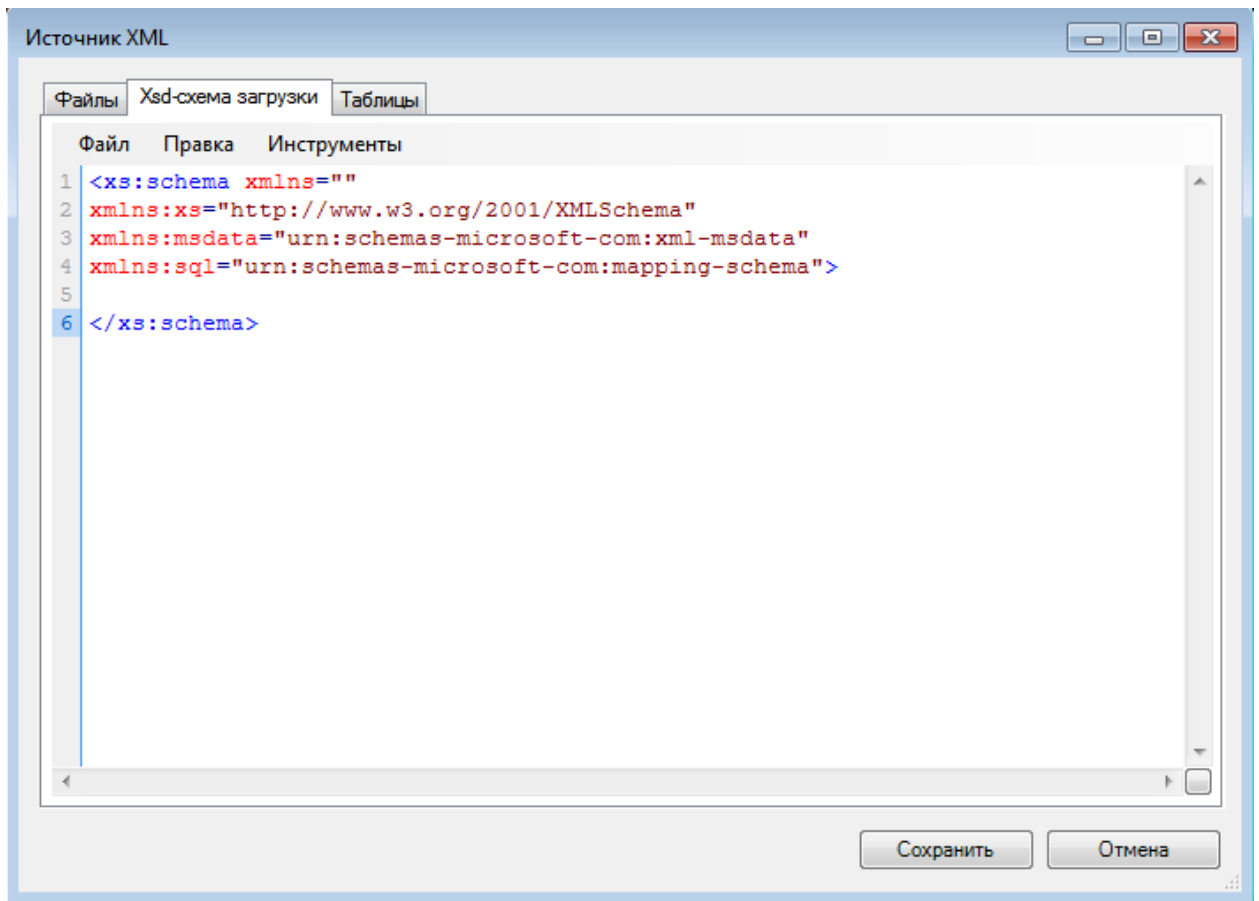 Источник XML
Файлы Xsd-схема загрузки Таблицы
Файл Правка Инструменты
1 <xs:schema xmlns=""
2 xmlns:xs="http://www.w3.org/2001/XMLSchema"
3 xmlns:msdata="urn:schemas-microsoft-com:xml-msdata"
4 xmlns:sql="urn:schemas-microsoft-com:mapping-schema">
5
6 </xs:schema>
Сохранить Отмена